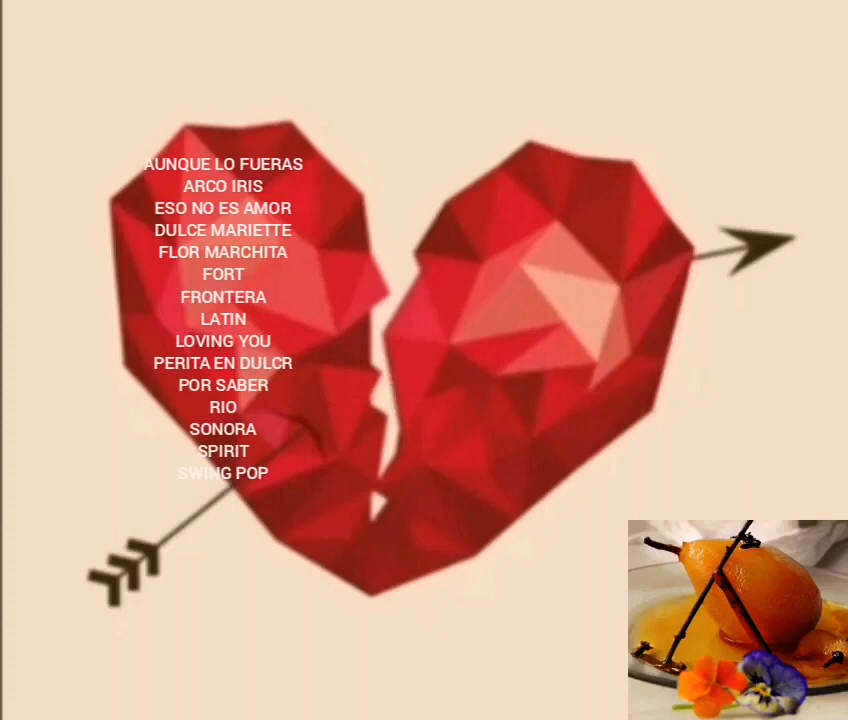 AUNQUE LO FUERAS
ARCO IRIS
ESO NO ES AMOR
DULCE MARIETTE
FLOR MARCHITA
FORT
FRONTERA
LATIN
LOVING YOU
PERITA EN DULCR
POR SABER
RIO
SONORA
SPIRIT
SWING POP